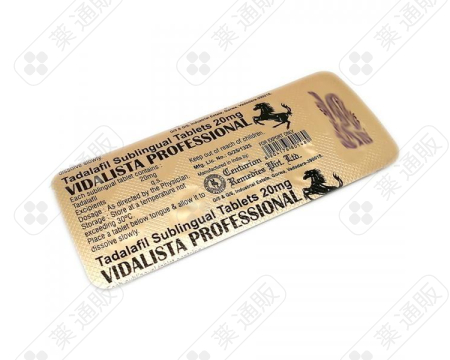 dissolve slowly.
Tadalafil Sublingual Tablets 20mg
VIDALISTA PROFESSIONAL
Each sublingual tablet contains:
Tadalafil 20mg
Excipients
Dosage : As directed by the Physician.
Storage : Store at a temperature not
exceeding 30°C
Place a tablet below tongue & allow it to
dissolve slowly.
Keep out of reach of children.
FOR EXPORT ONLY
Manufactured in India by:
Centurion
Remedies Pvt. Ltd.
Tadalafil Sublingual Tablets 20mg
VIDALISTA PROFESSIONAL
薬通販